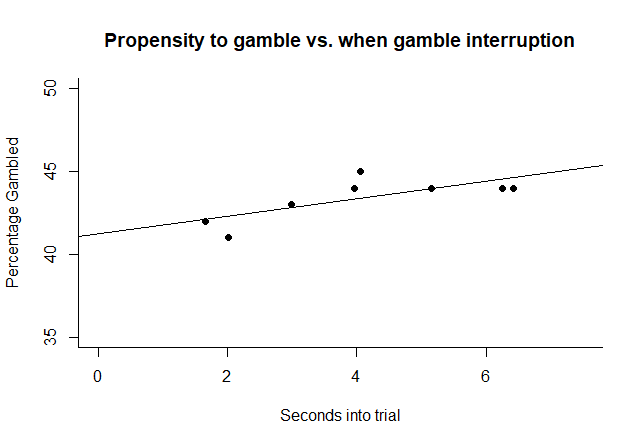 Propensity to gamble vs. when gamble interruption
Percentage Gambled
50
45
40
35
0 2 4 6
Seconds into trial